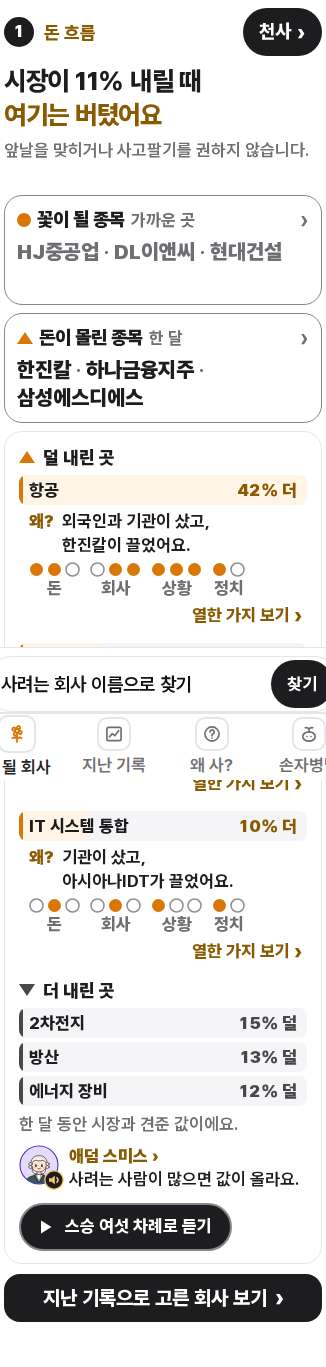 1 돈 흐름
천사 ›
시장이 11% 내릴 때
여기는 버텼어요
앞날을 맞히거나 사고팔기를 권하지 않습니다.
꽃이 될 종목 가까운 곳 ›
HJ중공업 · DL이앤씨 · 현대건설
돈이 몰린 종목 한 달 ›
한진칼 · 하나금융지주 ·
삼성에스디에스
덜 내린 곳
항공 42% 더
왜? 외국인과 기관이 샀고,
한진칼이 끌었어요.
돈 회사 상황 정치
열한 가지 보기 ›
사려는 회사 이름으로 찾기 찾기
될 회사 지난 기록 왜 사? 손자병
열한 가지 보기 ›
IT 시스템 통합 10% 더
왜? 기관이 샀고,
아시아나IDT가 끌었어요.
돈 회사 상황 정치
열한 가지 보기 ›
더 내린 곳
2차전지 15% 덜
방산 13% 덜
에너지 장비 12% 덜
한 달 동안 시장과 견준 값이에요.
애덤 스미스 ›
사려는 사람이 많으면 값이 올라요.
스승 여섯 차례로 듣기
지난 기록으로 고른 회사 보기 ›